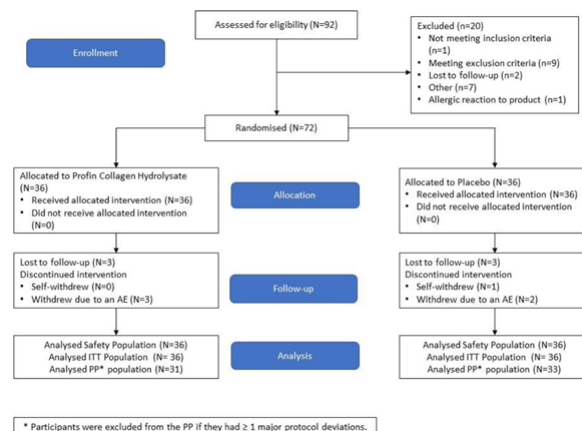 Assessed for eligibility (N=92)
Enrollment
Excluded (n=20)
• Not meeting inclusion criteria
(n=1)
• Meeting exclusion criteria (n=9)
• Lost to follow-up (n=2)
• Other (n=7)
• Allergic reaction to product (n=1)
Randomised (N=72)
Allocated to Profin Collagen Hydrolysate
(N=36)
• Received allocated intervention (N=36)
• Did not receive allocated intervention
(N=0)
Allocation
Allocated to Placebo (N=36)
• Received allocated intervention (N=36)
• Did not receive allocated intervention
(N=0)
Lost to follow-up (N=3)
Discontinued intervention
• Self-withdrew (N=0)
• Withdrew due to an AE (N=3)
Follow-up
Lost to follow-up (N=3)
Discontinued intervention
• Self-withdrew (N=1)
• Withdrew due to an AE (N=2)
Analysed Safety Population (N=36)
Analysed ITT Population (N= 36)
Analysed PP* population (N=31)
Analysis
Analysed Safety Population (N=36)
Analysed ITT Population (N= 36)
Analysed PP* population (N=33)
* Participants were excluded from the PP if they had ≥ 1 major protocol deviations.